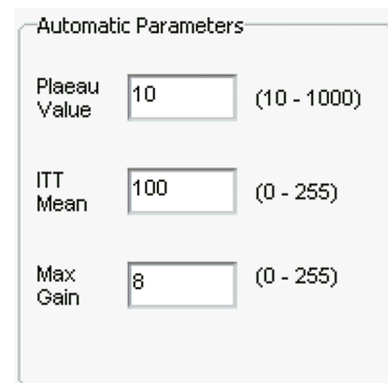 Automatic Parameters
Plaeau
Value
10
(10 - 1000)
ITT
Mean
100
(0 - 255)
Max
Gain
8
(0 - 255)